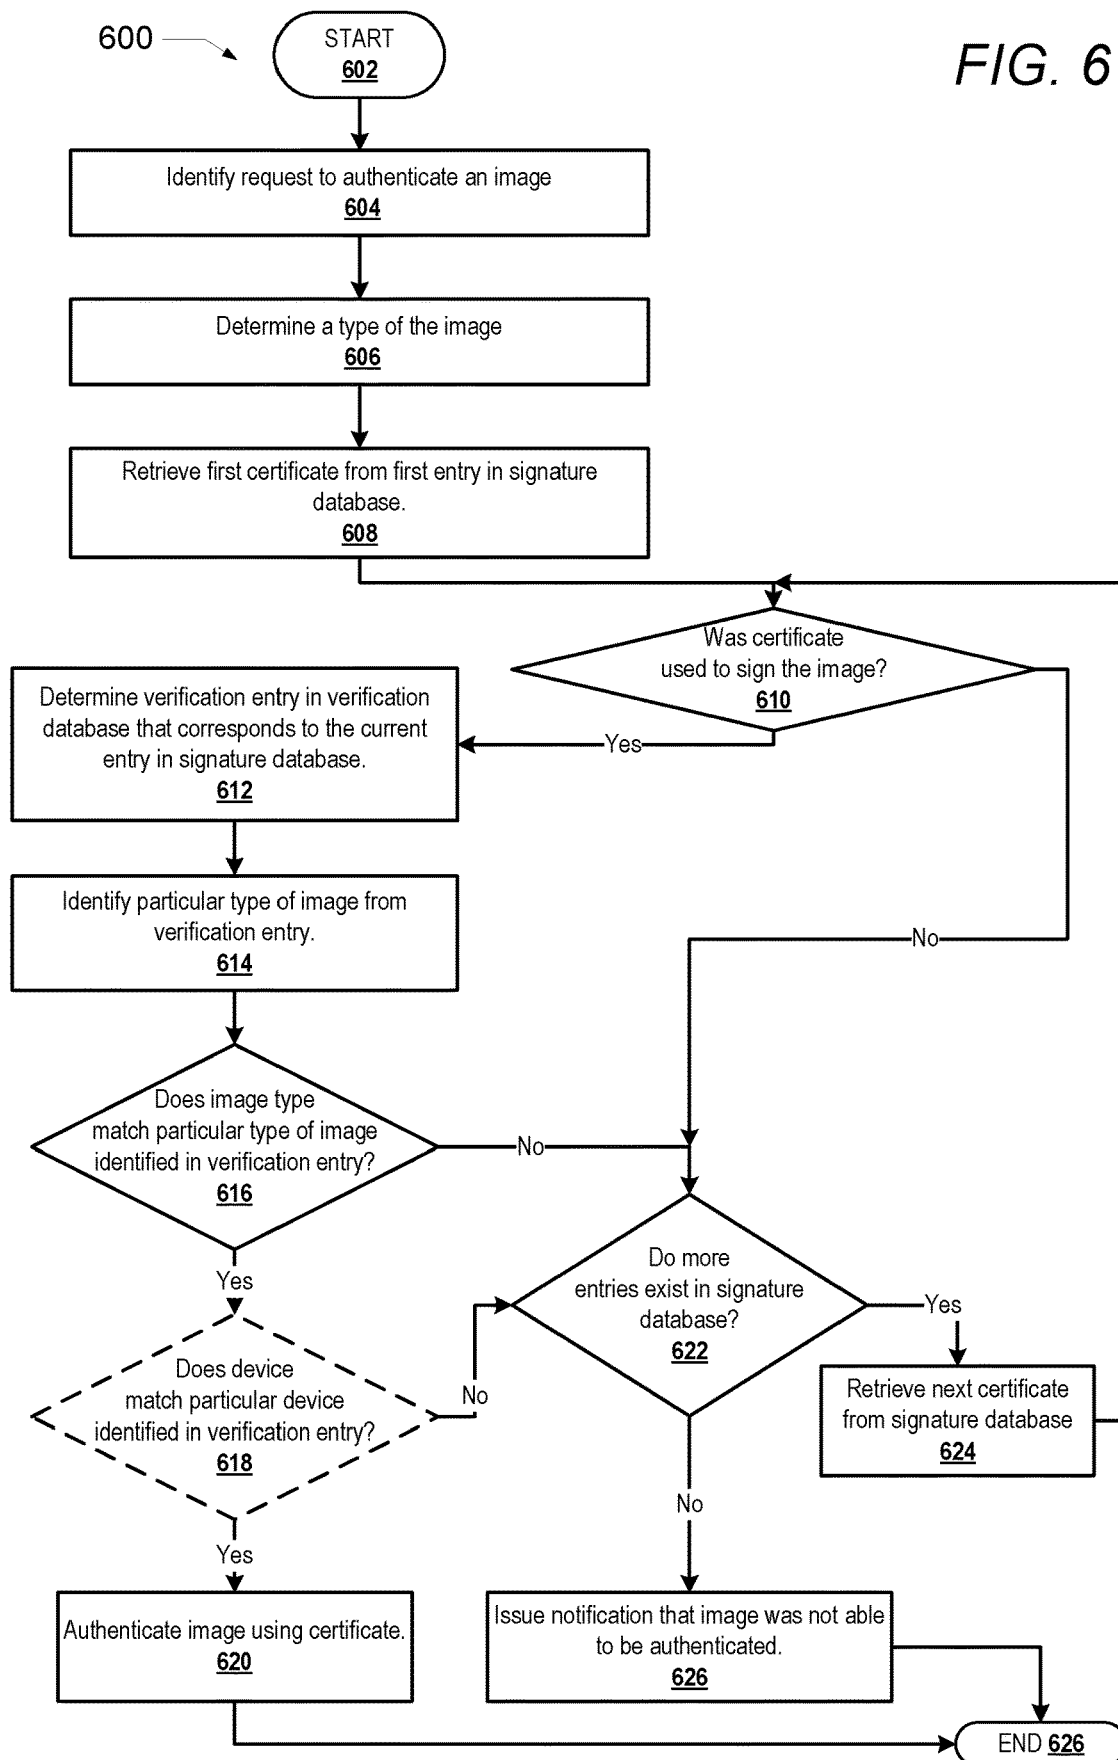 600
START
602
FIG. 6
Identify request to authenticate an image
604
Determine a type of the image
606
Retrieve first certificate from first entry in signature
database.
608
Was certificate
used to sign the image?
610
Yes
No
Determine verification entry in verification
database that corresponds to the current
entry in signature database.
612
Identify particular type of image from
verification entry.
614
Does image type
match particular type of image
identified in verification entry?
616
No
Yes
Does device
match particular device
identified in verification entry?
618
No
Yes
Do more
entries exist in signature
database?
622
Yes
No
Retrieve next certificate
from signature database
624
Authenticate image using certificate.
620
Issue notification that image was not able
to be authenticated.
626
END 626